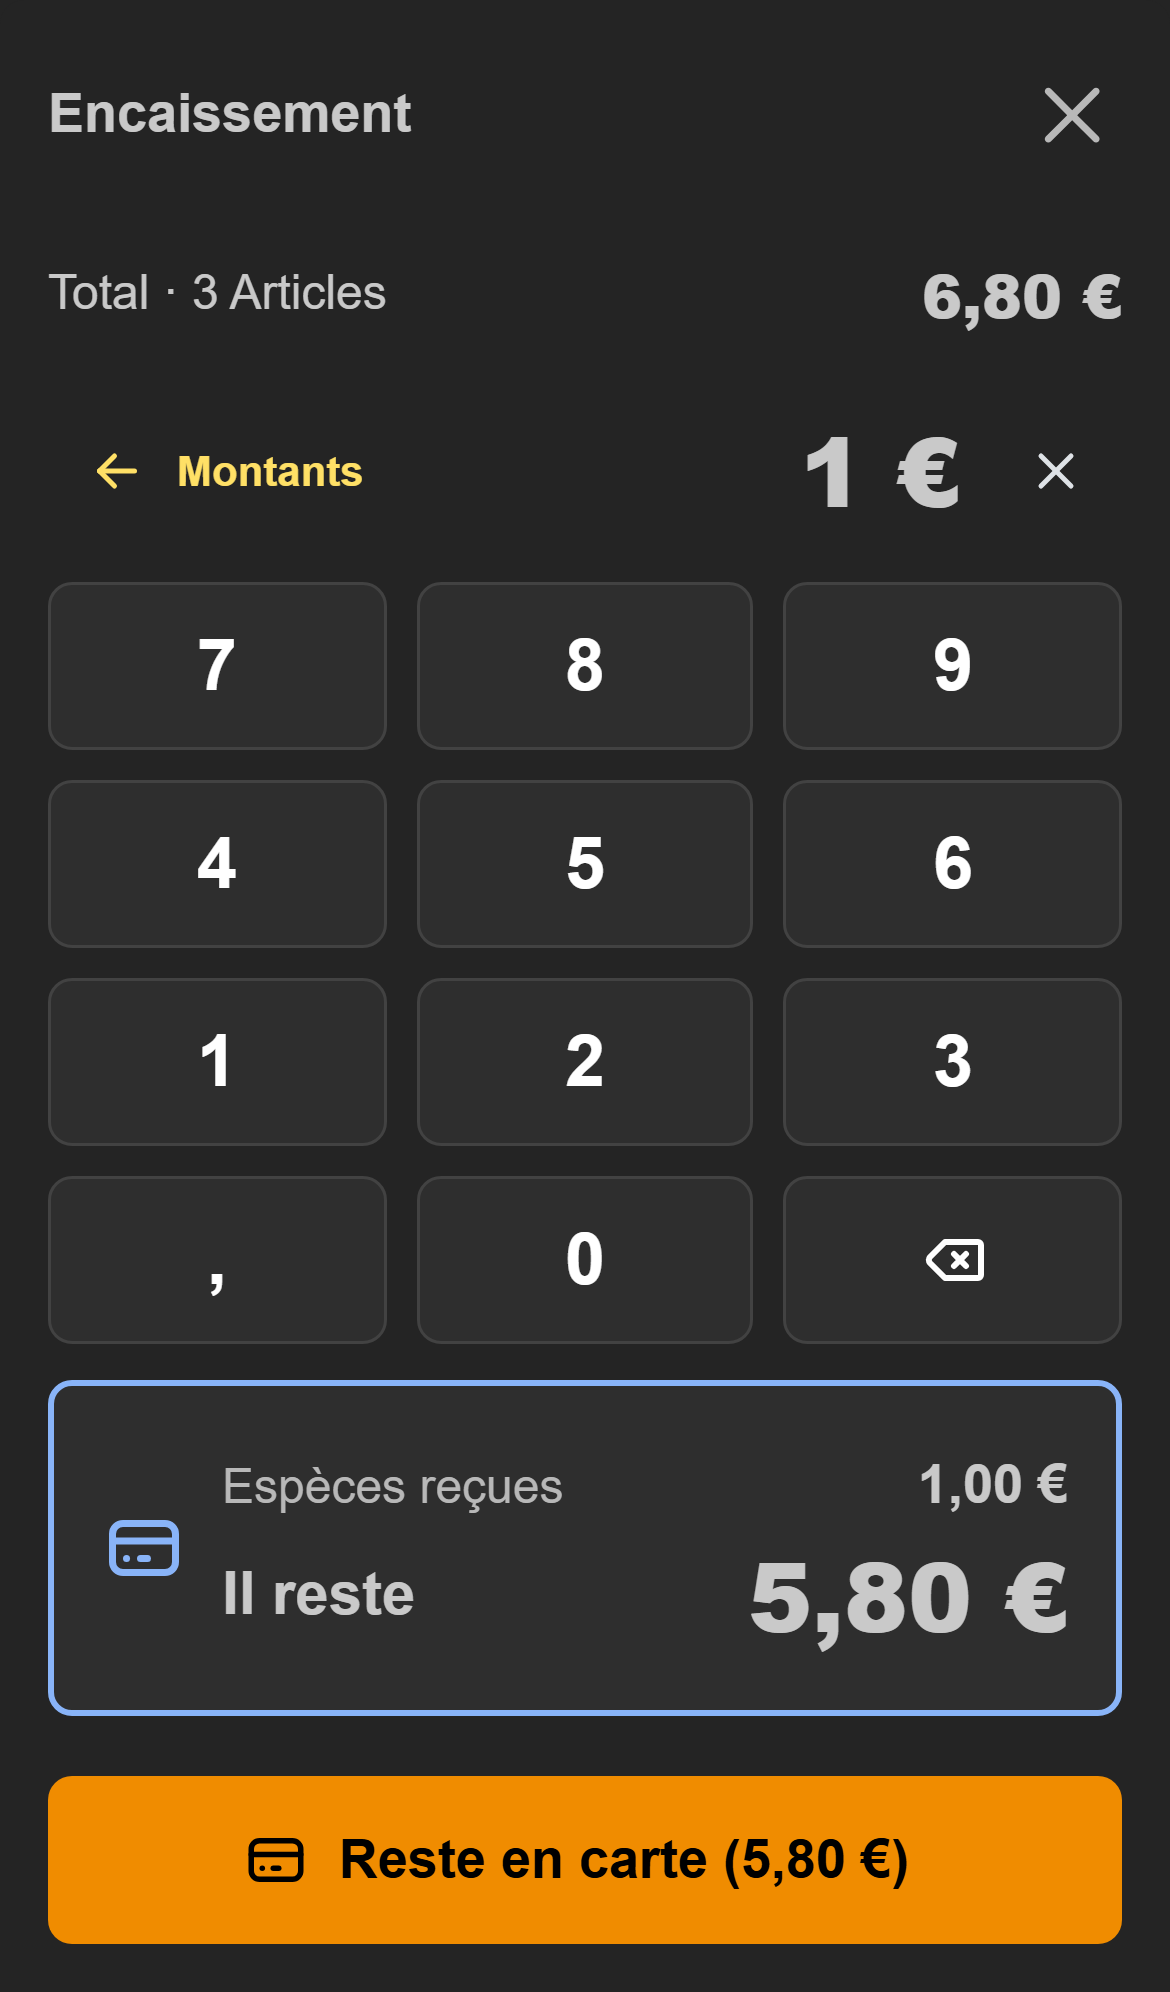 Encaissement
Total · 3 Articles 6,80 €
Montants 1 €
7 8 9
4 5 6
1 2 3
, 0
Espèces reçues 1,00 €
Il reste 5,80 €
Reste en carte (5,80 €)